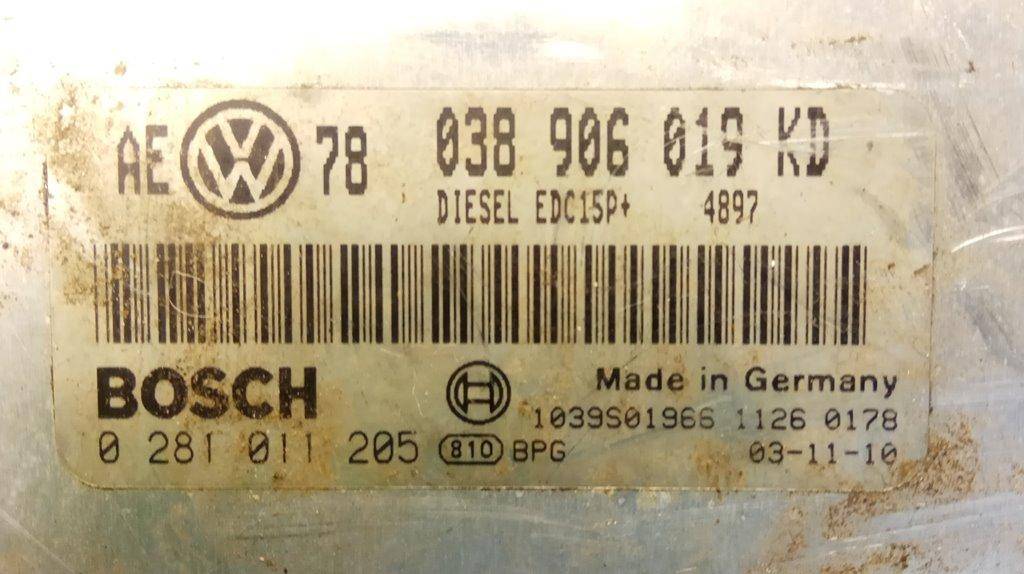 AE VW 78 038 906 019 KD
DIESEL EDC15P+ 4897
BOSCH Made in Germany
1039S01966 1126 0178
0 281 011 205 810 BPG 03-11-10